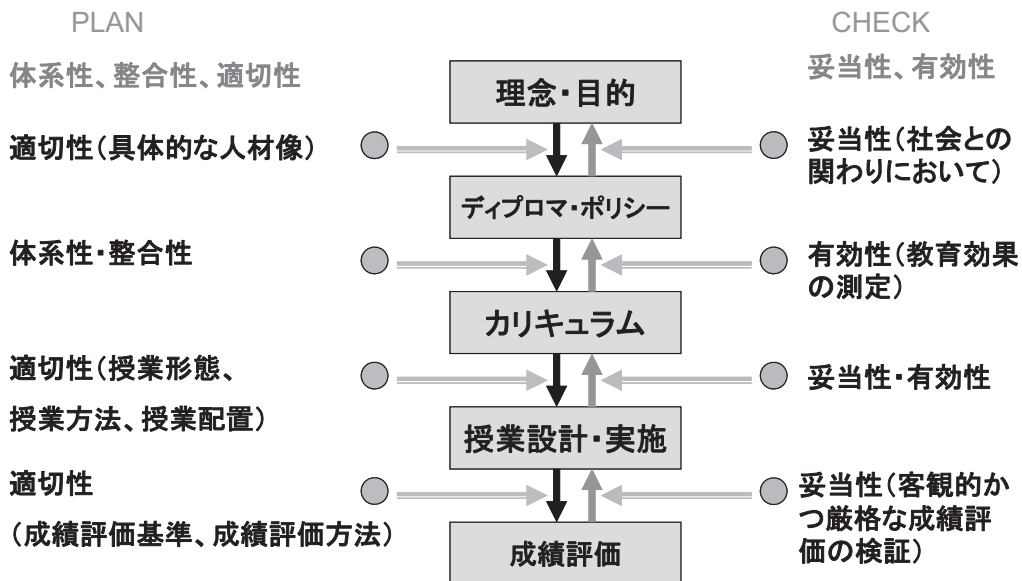 PLAN
体系性、整合性、適切性
適切性(具体的な人材像)
体系性・整合性
適切性(授業形態、
授業方法、授業配置)
適切性
(成績評価基準、成績評価方法)
理念・目的
ディプロマ・ポリシー
カリキュラム
授業設計・実施
成績評価
CHECK
妥当性、有効性
妥当性(社会との
関わりにおいて)
有効性(教育効果
の測定)
妥当性・有効性
妥当性(客観的か
つ厳格な成績評
価の検証)